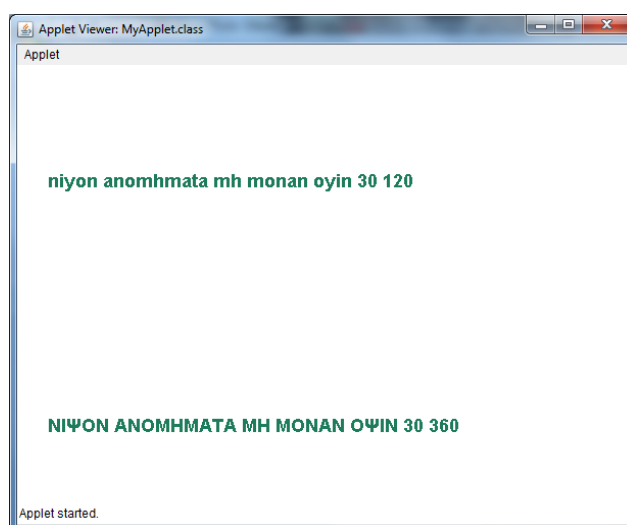 Applet Viewer: MyApplet.class
Applet
niyon anomhmata mh monan oyin 30 120
ΝΙΨΟΝ ΑΝΟΜΗΜΑΤΑ ΜΗ ΜΟΝΑΝ ΟΨΙΝ 30 360
Applet started.